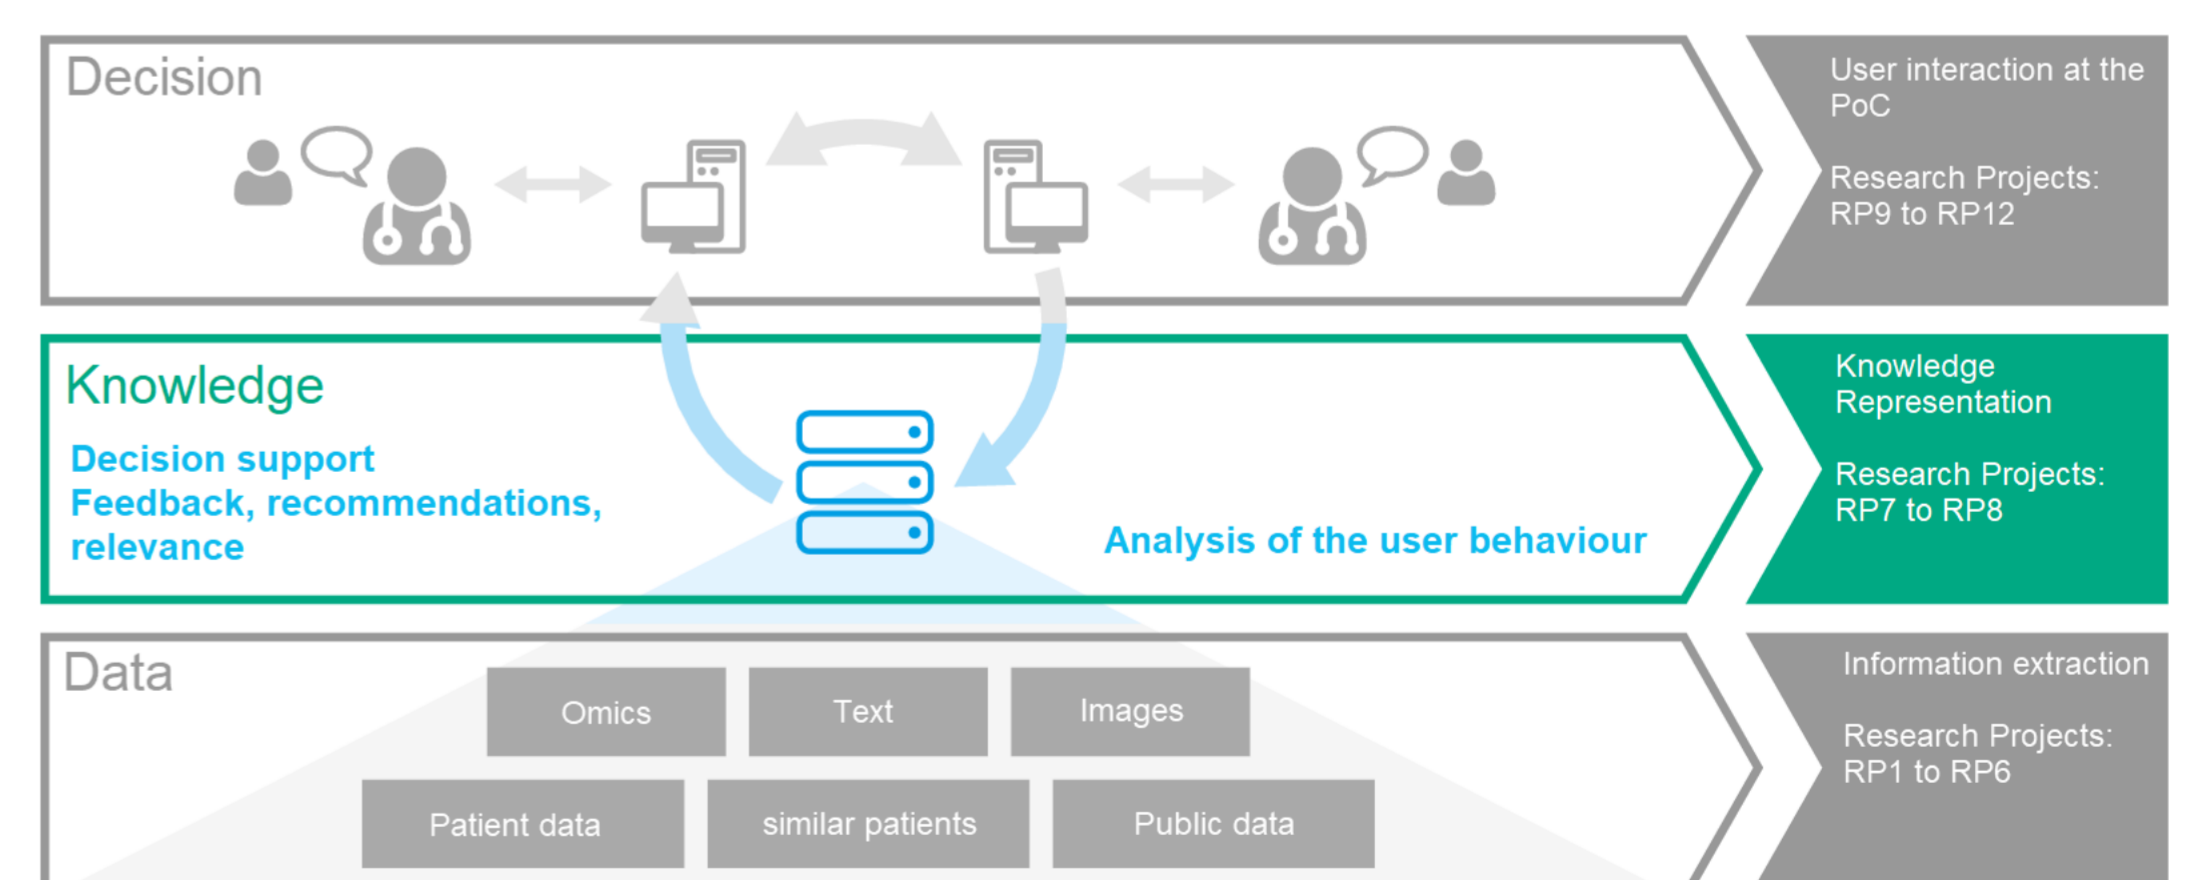 Decision
User interaction at the
PoC
Research Projects:
RP9 to RP12
Knowledge
Decision support
Feedback, recommendations,
relevance
Analysis of the user behaviour
Knowledge
Representation
Research Projects:
RP7 to RP8
Data
Omics
Text
Images
Patient data
similar patients
Public data
Information extraction
Research Projects:
RP1 to RP6